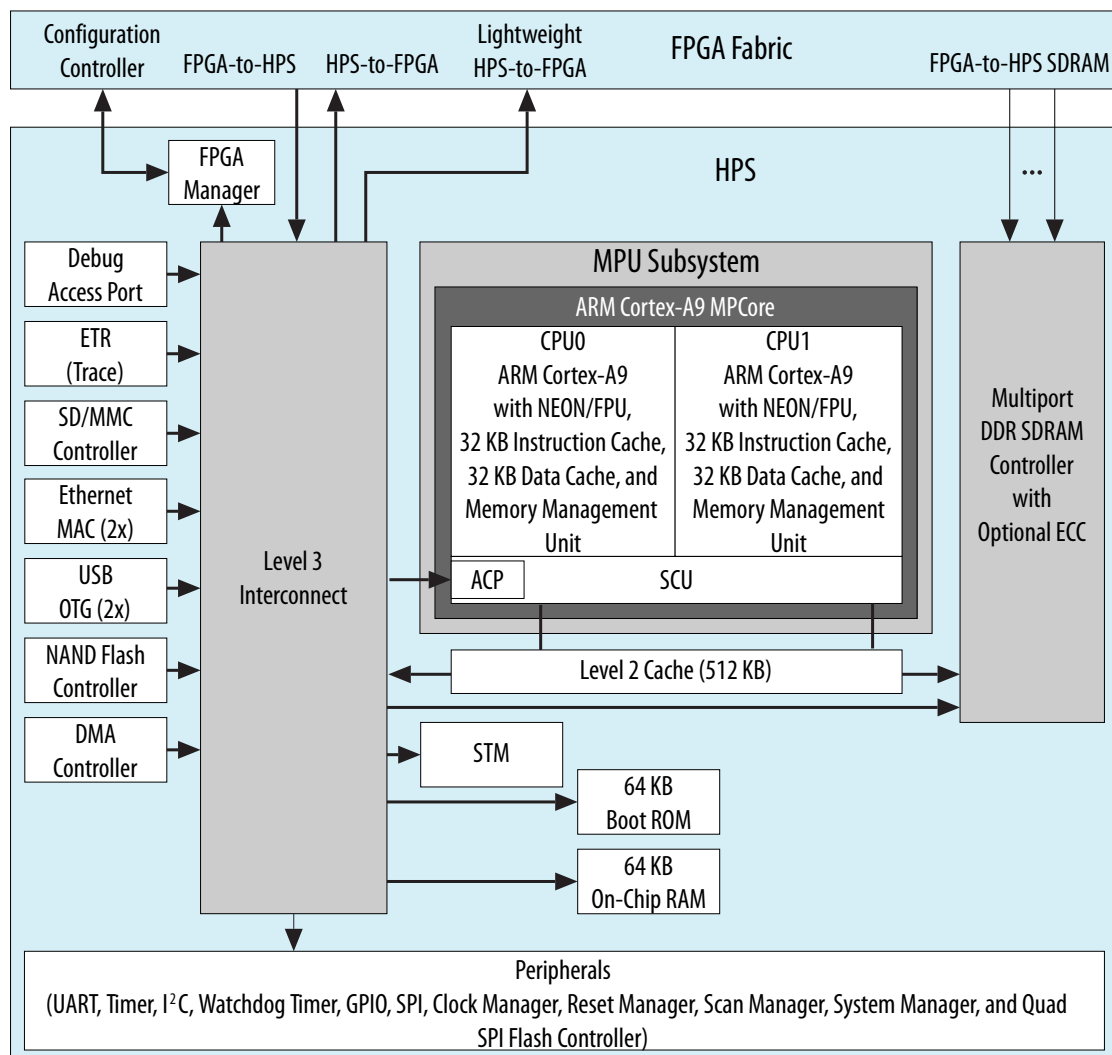 Configuration
Controller
FPGA-to-HPS
HPS-to-FPGA
Lightweight
HPS-to-FPGA
FPGA Fabric
FPGA-to-HPS SDRAM
HPS
FPGA
Manager
...
Debug
Access Port
ETR
(Trace)
SD/MMC
Controller
Ethernet
MAC (2x)
USB
OTG (2x)
NAND Flash
Controller
DMA
Controller
Level 3
Interconnect
MPU Subsystem
ARM Cortex-A9 MPCore
CPU0
ARM Cortex-A9
with NEON/FPU,
32 KB Instruction Cache,
32 KB Data Cache, and
Memory Management
Unit
CPU1
ARM Cortex-A9
with NEON/FPU,
32 KB Instruction Cache,
32 KB Data Cache, and
Memory Management
Unit
ACP
SCU
Level 2 Cache (512 KB)
Multiport
DDR SDRAM
Controller
with
Optional ECC
STM
64 KB
Boot ROM
64 KB
On-Chip RAM
Peripherals
(UART, Timer, I²C, Watchdog Timer, GPIO, SPI, Clock Manager, Reset Manager, Scan Manager, System Manager, and Quad
SPI Flash Controller)